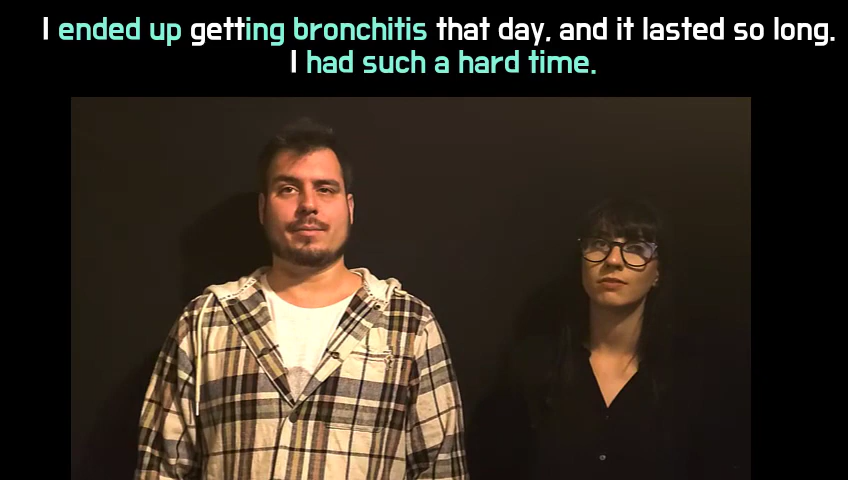 I ended up getting bronchitis that day, and it lasted so long.
I had such a hard time.